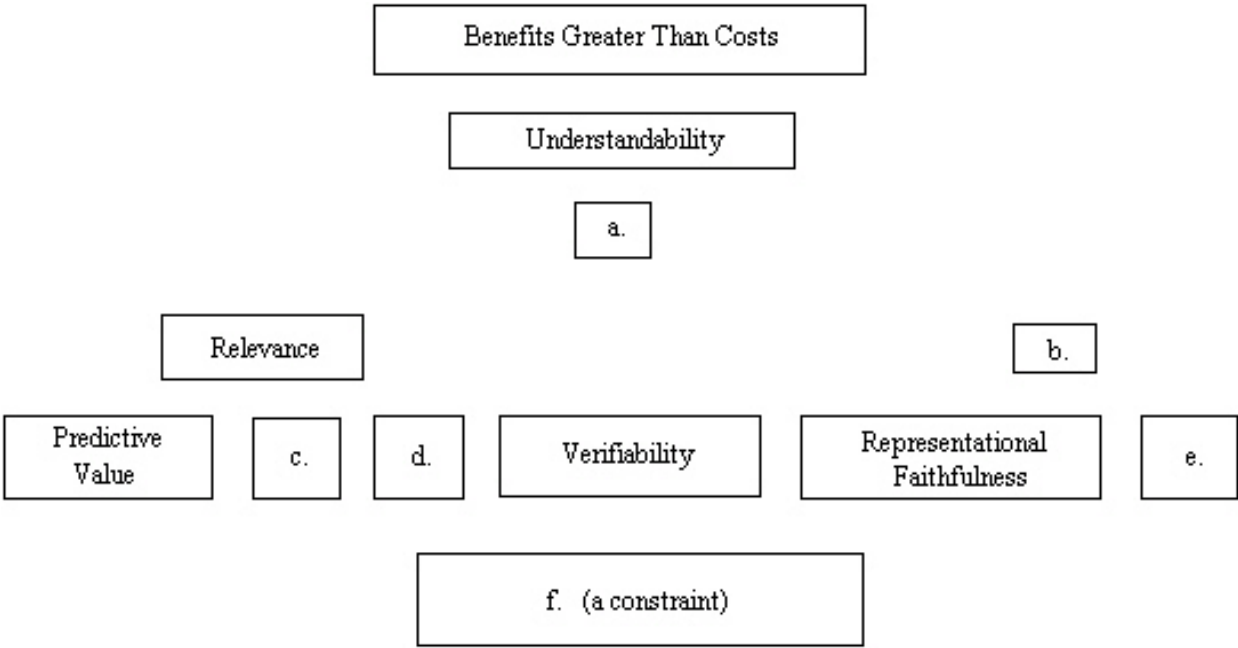 Benefits Greater Than Costs
Understandability
a.
Relevance
b.
Predictive
Value
c.
d.
Verifiability
Representational
Faithfulness
e.
f. (a constraint)